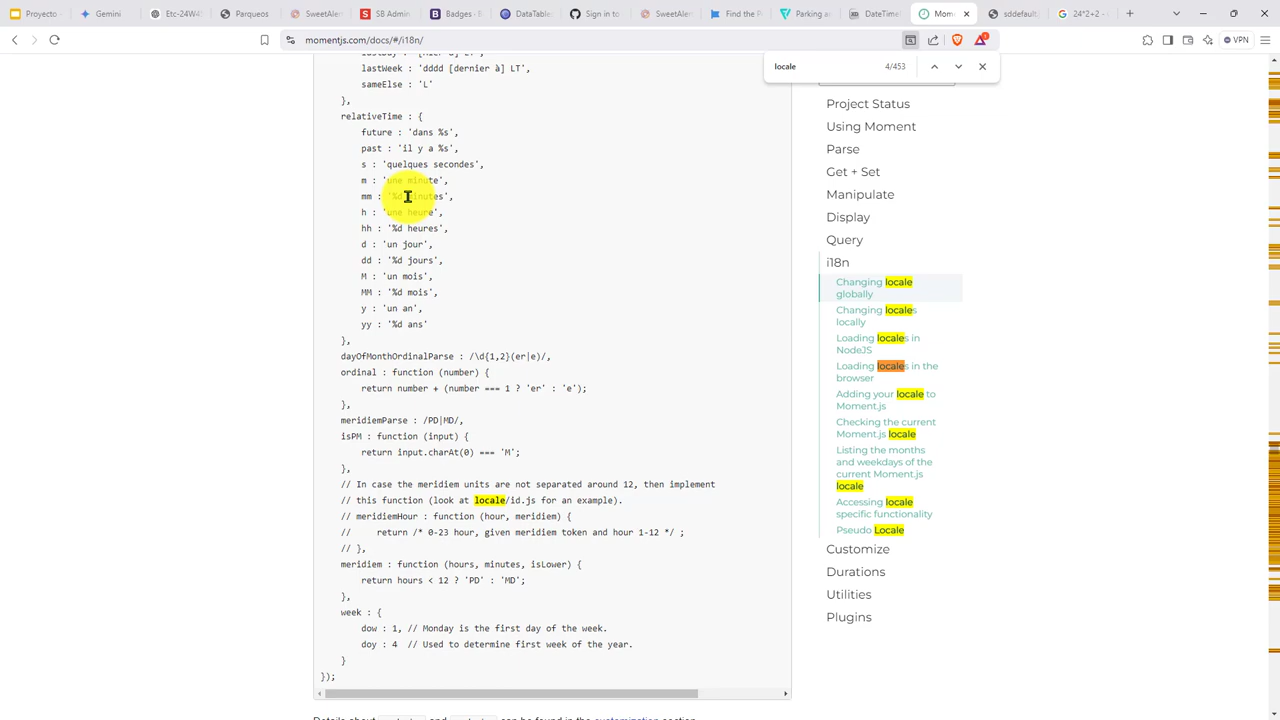 Proyecto -
Gemini
Etc-24W45
Parqueos
SweetAler
SB Admin
Badges - B
DataTable
Sign in to
SweetAler
Find the P
Parking a
DateTime
Mom
sddefault.
24*2+2 -
momentjs.com/docs/#/i18n/
VPN
locale
4/453
lastWeek : 'dddd [dernier à] LT',
sameElse : 'L'
},
relativeTime : {
future : 'dans %s',
past : 'il y a %s',
s : 'quelques secondes',
m : 'une minute',
mm : '%d minutes',
h : 'une heure',
hh : '%d heures',
d : 'un jour',
dd : '%d jours',
M : 'un mois',
MM : '%d mois',
y : 'un an',
yy : '%d ans'
},
dayOfMonthOrdinalParse : /\d{1,2}(er|e)/,
ordinal : function (number) {
return number + (number === 1 ? 'er' : 'e');
},
meridiemParse : /PD|MD/,
isPM : function (input) {
return input.charAt(0) === 'M';
},
// In case the meridiem units are not separated around 12, then implement
// this function (look at locale/id.js for an example).
// meridiemHour : function (hour, meridiem) {
//     return /* 0-23 hour, given meridiem token and hour 1-12 */ ;
// },
meridiem : function (hours, minutes, isLower) {
return hours < 12 ? 'PD' : 'MD';
},
week : {
dow : 1, // Monday is the first day of the week.
doy : 4  // Used to determine first week of the year.
}
});
Project Status
Using Moment
Parse
Get + Set
Manipulate
Display
Query
i18n
Changing locale
globally
Changing locales
locally
Loading locales in
NodeJS
Loading locales in the
browser
Adding your locale to
Moment.js
Checking the current
Moment.js locale
Listing the months
and weekdays of the
current Moment.js
locale
Accessing locale
specific functionality
Pseudo Locale
Customize
Durations
Utilities
Plugins